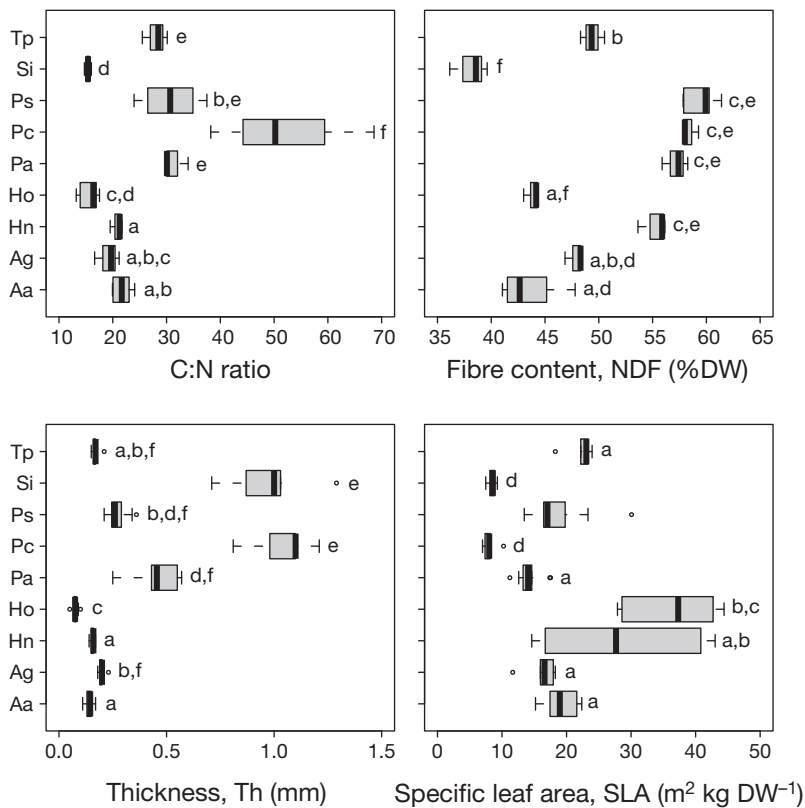 Tp e b
Si d f
Ps b,e c,e
Pc f c,e
Pa e c,e
Ho c,d a,f
Hn a c,e
Ag a,b,c a,b,d
Aa a,b a,d
10 20 30 40 50 60 70 35 40 45 50 55 60 65
C:N ratio Fibre content, NDF (%DW)
Tp a,b,f a
Si e d
Ps b,d,f
Pc e d
Pa d,f a
Ho c b,c
Hn a a,b
Ag b,f a
Aa a a
0.0 0.5 1.0 1.5 0 10 20 30 40 50
Thickness, Th (mm) Specific leaf area, SLA (m² kg DW⁻¹)